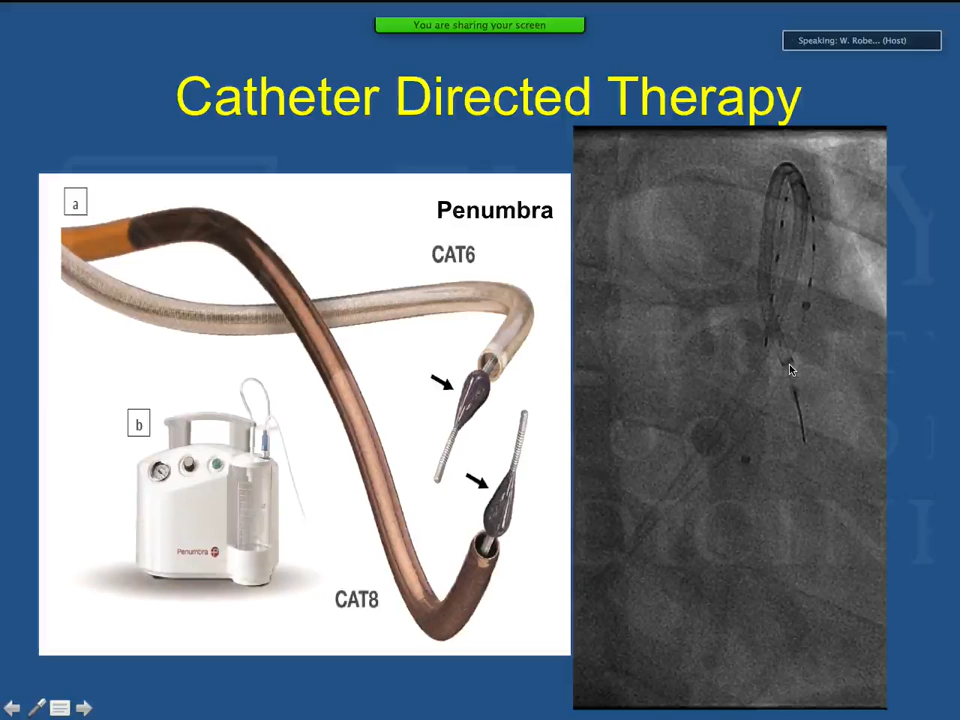 You are sharing your screen
Speaking: W. Robe... (Host)
Catheter Directed Therapy
a
Penumbra
CAT6
b
Penumbra
CAT8